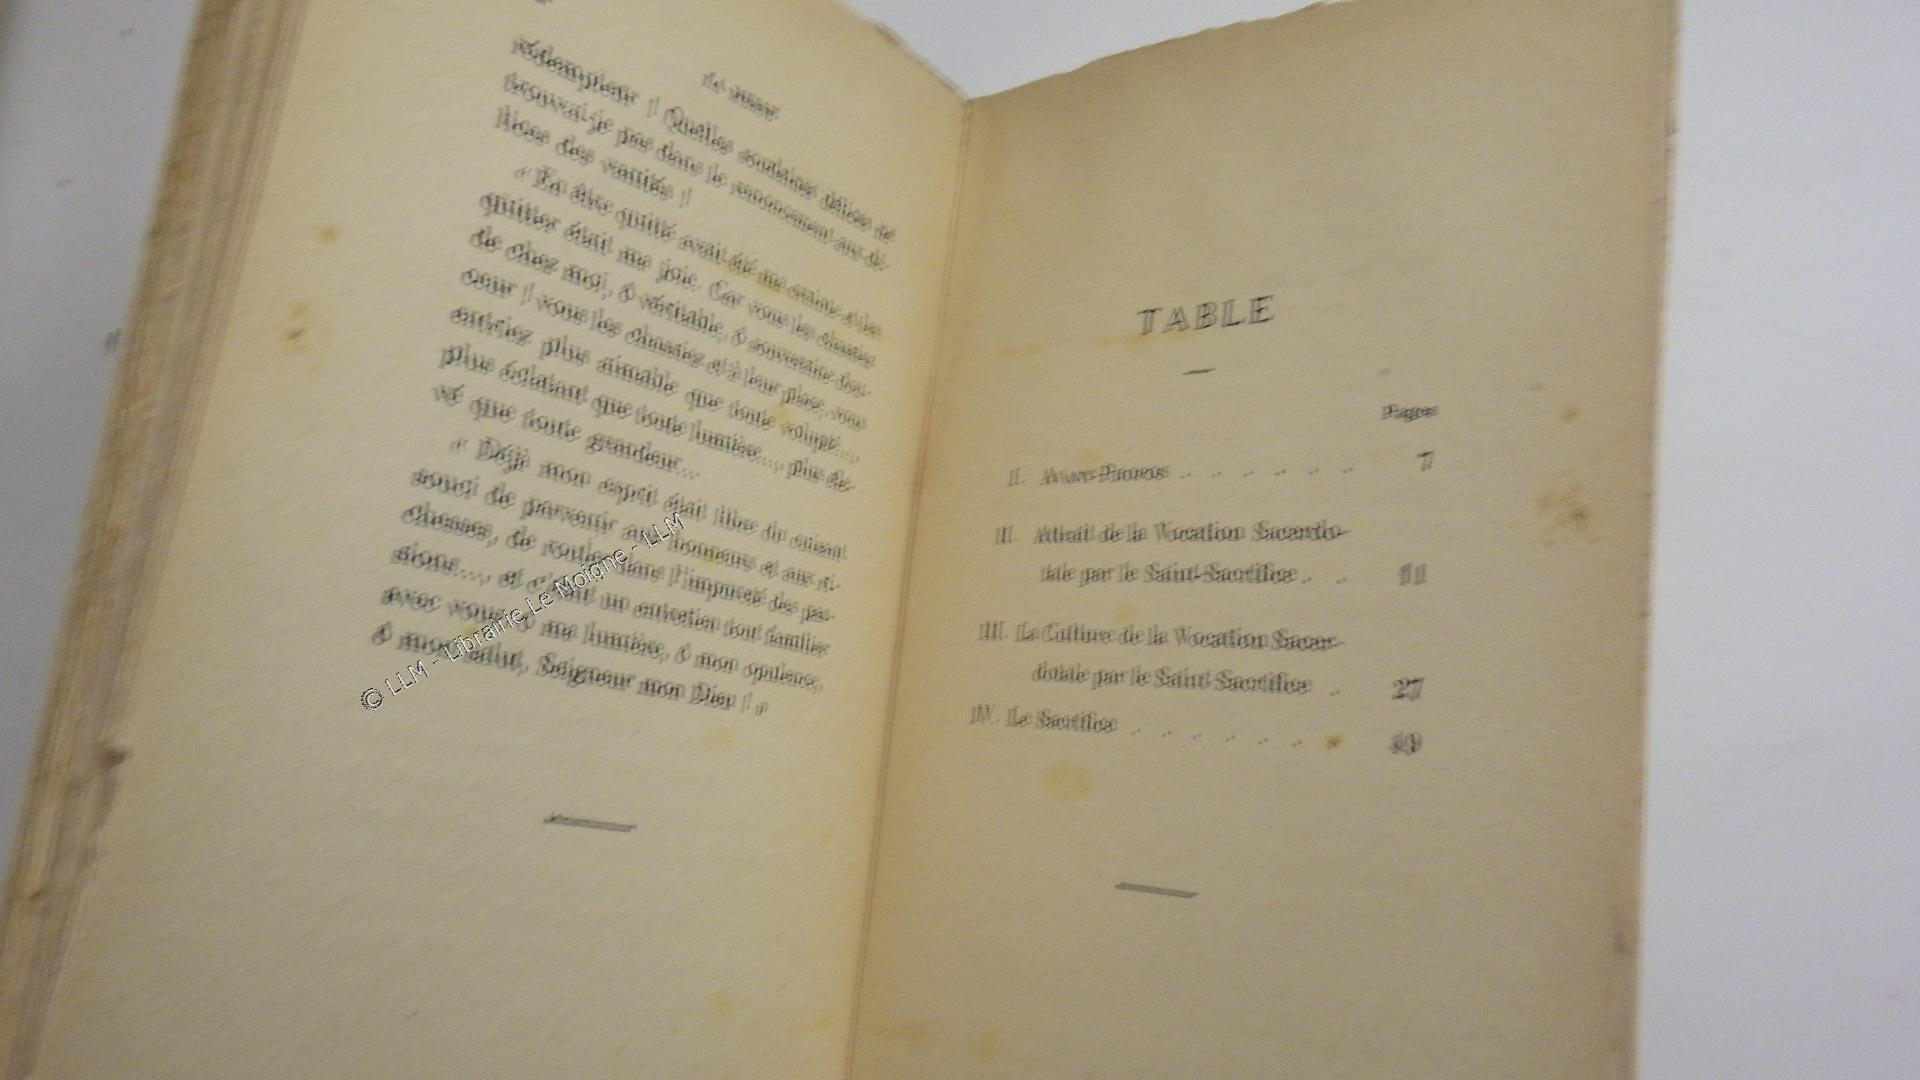 LA MESSE
rédempteur ! Quelles soudaines délices ne
trouvai-je pas dans le renoncement aux dé-
lices des vanités !
« En être quitté avait été ma crainte et les
quitter était ma joie. Car vous les chassiez
de chez moi, ô véritable, ô souveraine dou-
ceur ! vous les chassiez et à leur place, vous
entriez plus aimable que toute volupté...,
plus éclatant que toute lumière..., plus éle-
vé que toute grandeur...
« Déjà mon esprit était libre du cuisant
souci de parvenir aux honneurs et aux ri-
chesses, de rouler dans l'impureté des pas-
sions..., et c'était un entretien tout familier
avec vous, ô ma lumière, ô mon opulence,
ô mon salut, Seigneur mon Dieu ! »
© LLM - Librairie Le Moigne - LLM
TABLE
Pages
I. Avant-Propos . . . . . . 7
II. Attrait de la Vocation Sacerdo-
tale par le Saint-Sacrifice . . 11
III. La Culture de la Vocation Sacer-
dotale par le Saint-Sacrifice . 27
IV. Le Sacrifice . . . . . .